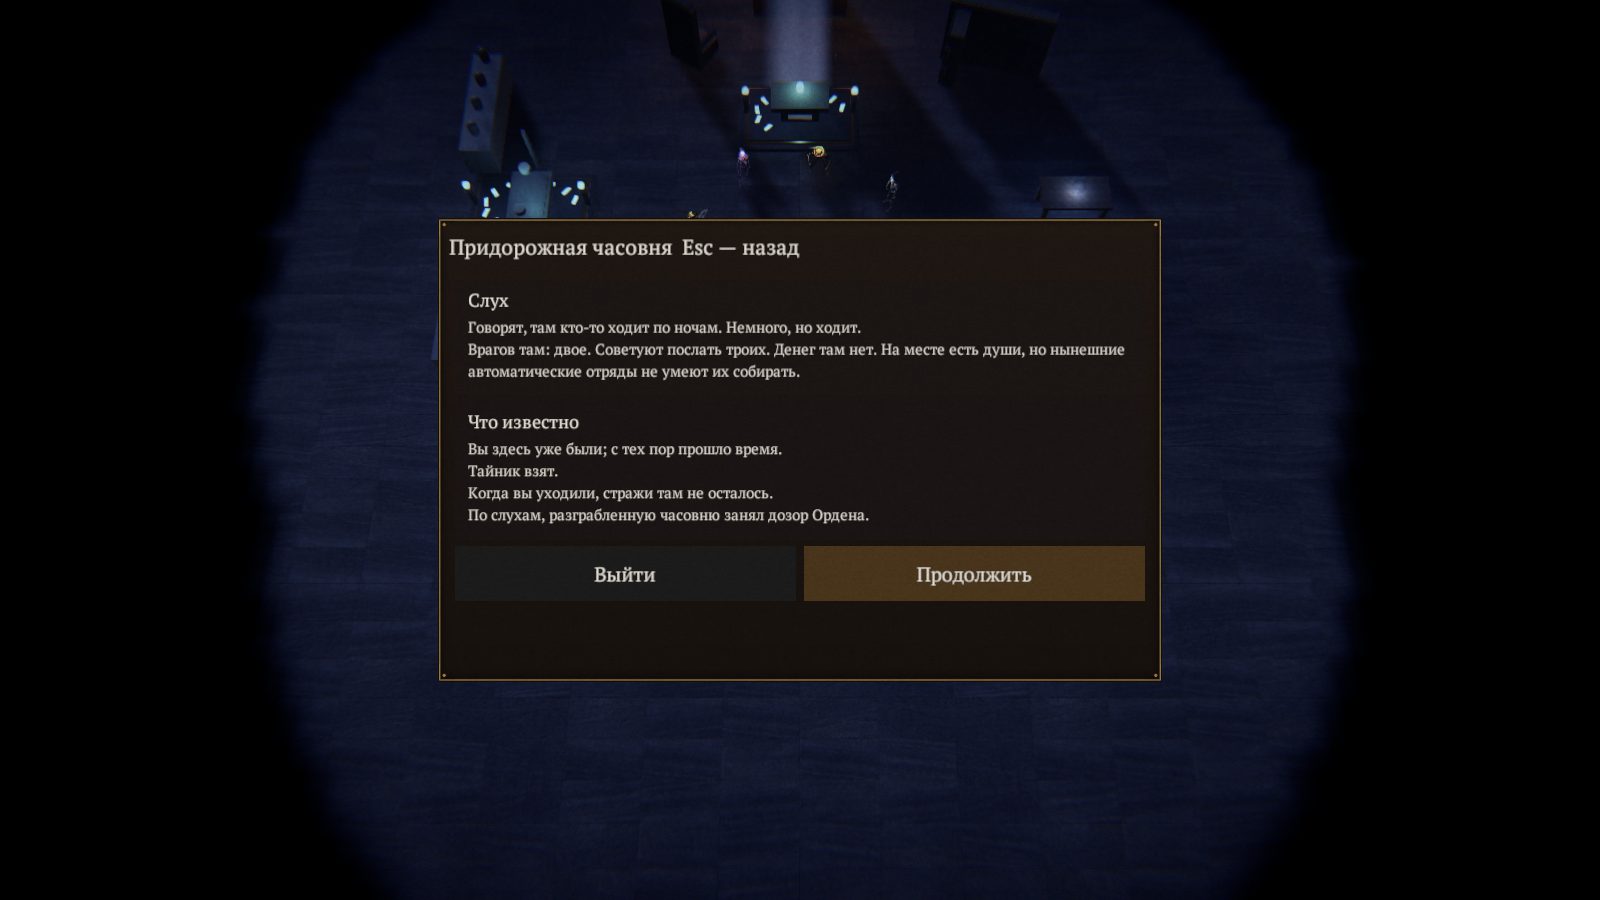 Придорожная часовня Esc — назад
Слух
Говорят, там кто-то ходит по ночам. Немного, но ходит.
Врагов там: двое. Советуют послать троих. Денег там нет. На месте есть души, но нынешние
автоматические отряды не умеют их собирать.
Что известно
Вы здесь уже были; с тех пор прошло время.
Тайник взят.
Когда вы уходили, стражи там не осталось.
По слухам, разграбленную часовню занял дозор Ордена.
Выйти
Продолжить